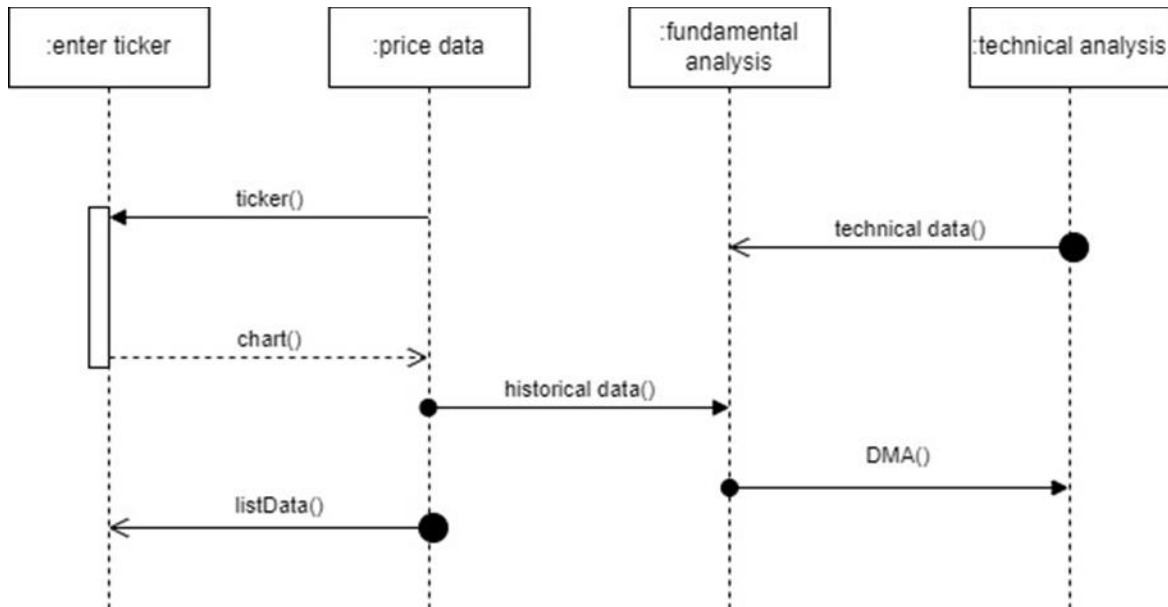 :enter ticker
:price data
:fundamental
analysis
:technical analysis
ticker()
technical data()
chart()
historical data()
DMA()
listData()